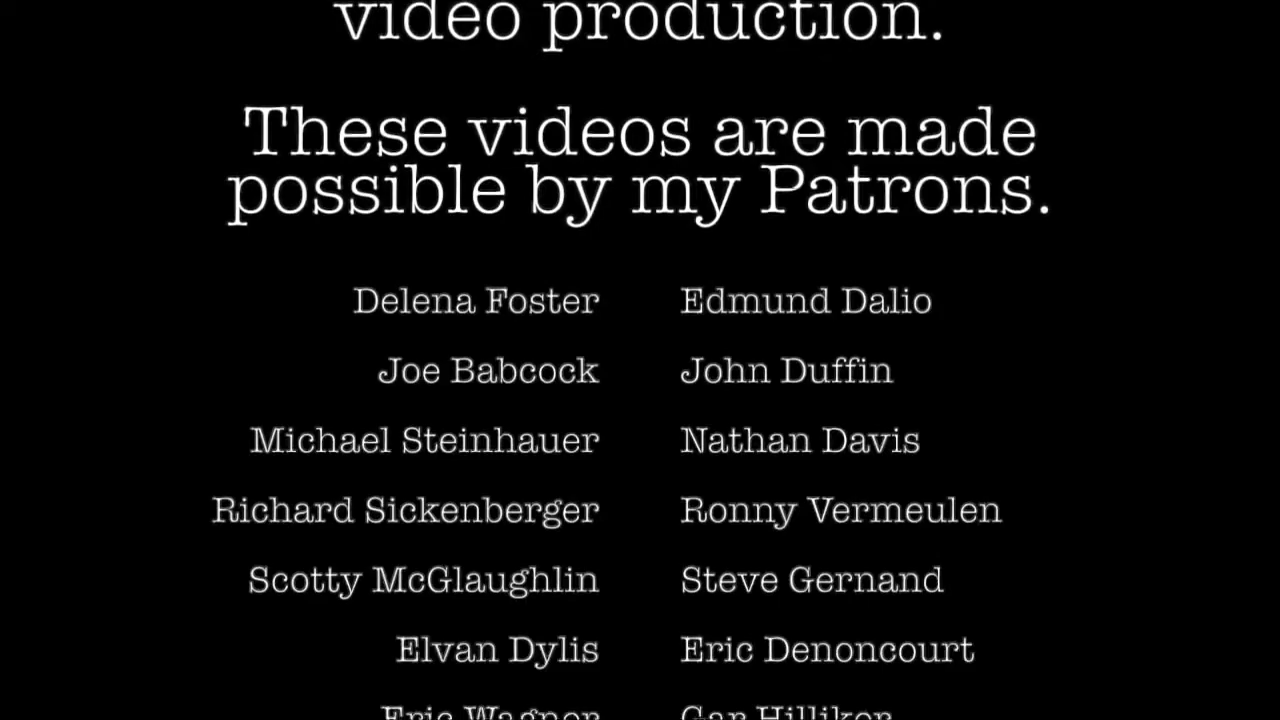 video production.
These videos are made
possible by my Patrons.
Delena Foster Edmund Dalio
Joe Babcock John Duffin
Michael Steinhauer Nathan Davis
Richard Sickenberger Ronny Vermeulen
Scotty McGlaughlin Steve Gernand
Elvan Dylis Eric Denoncourt
Eric Wagner Gar Hilliker